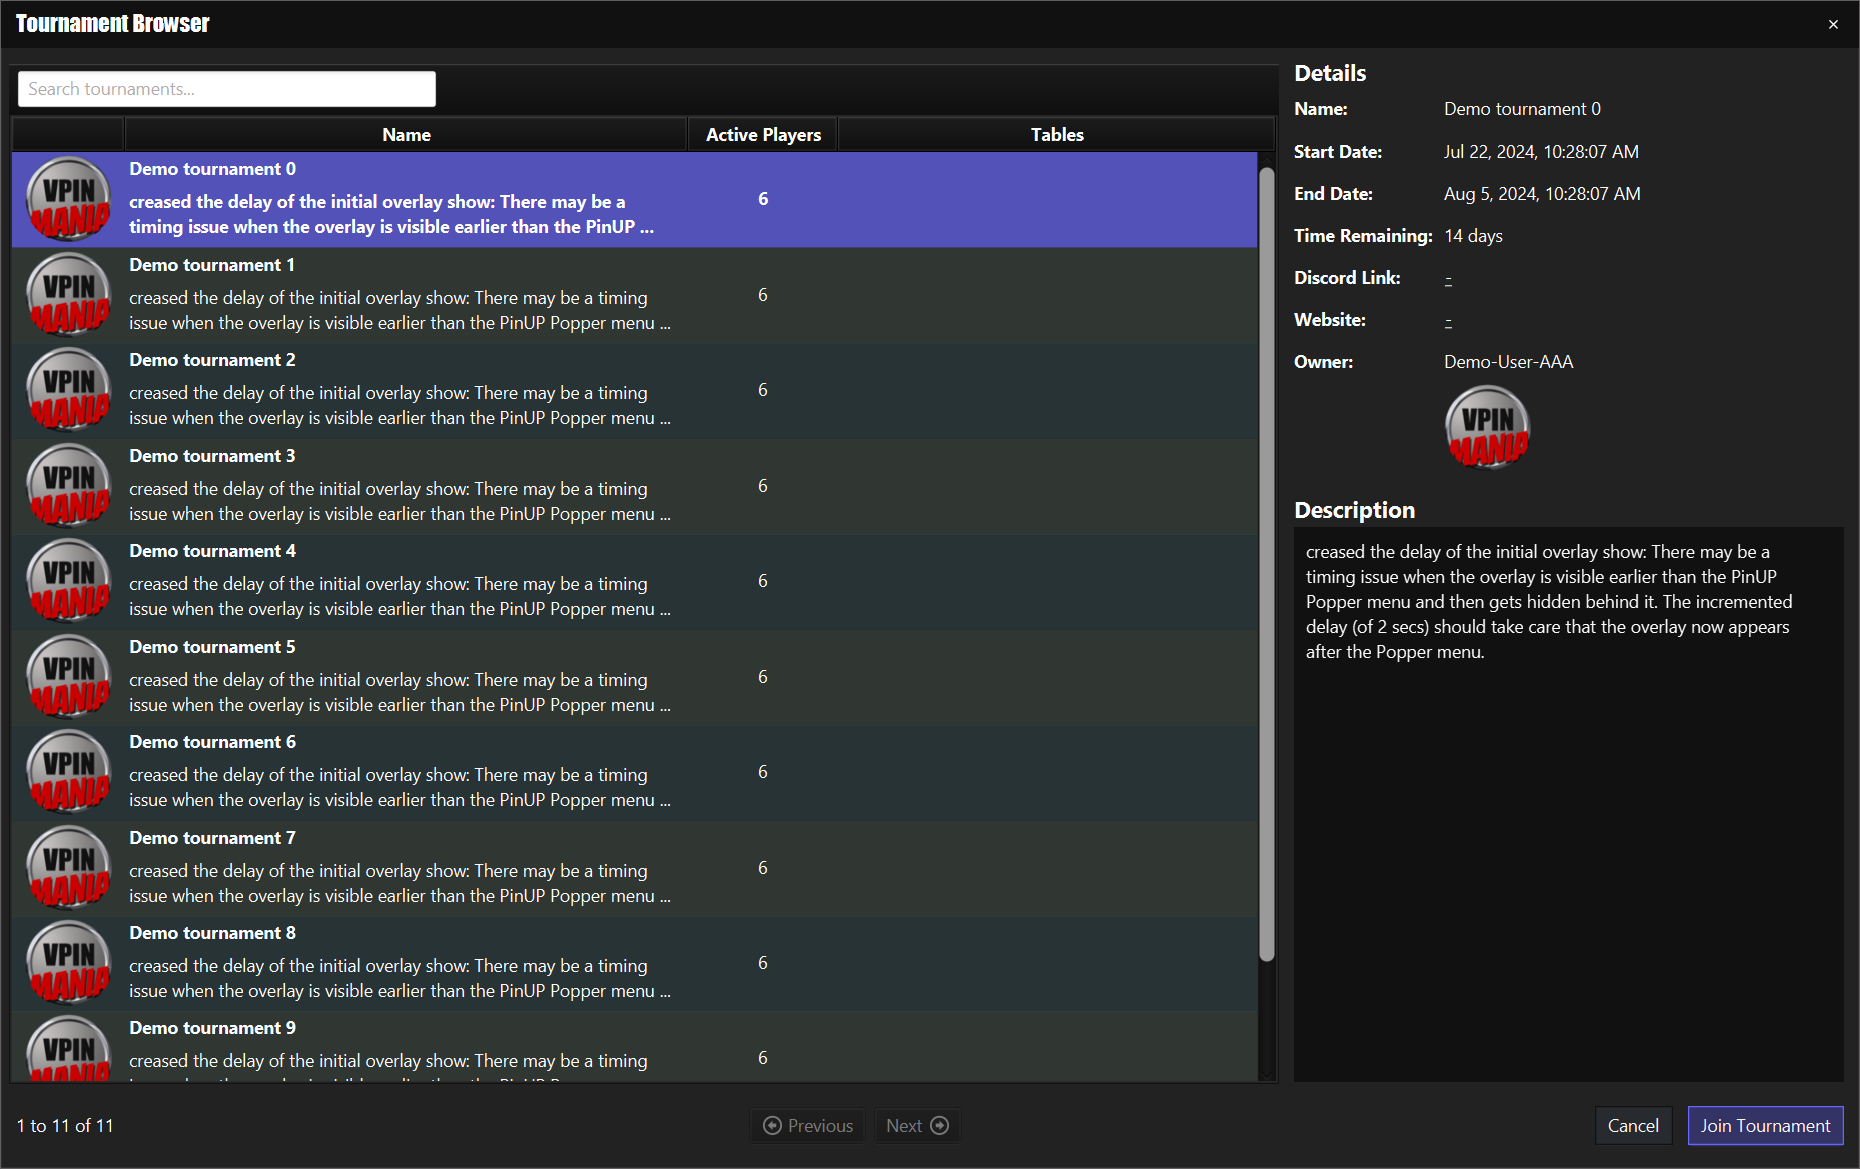 Tournament Browser
×
Search tournaments...
Name
Active Players
Tables
VPIN
MANIA
Demo tournament 0
creased the delay of the initial overlay show: There may be a
timing issue when the overlay is visible earlier than the PinUP ...
6
VPIN
MANIA
Demo tournament 1
creased the delay of the initial overlay show: There may be a timing
issue when the overlay is visible earlier than the PinUP Popper menu ...
6
VPIN
MANIA
Demo tournament 2
creased the delay of the initial overlay show: There may be a timing
issue when the overlay is visible earlier than the PinUP Popper menu ...
6
VPIN
MANIA
Demo tournament 3
creased the delay of the initial overlay show: There may be a timing
issue when the overlay is visible earlier than the PinUP Popper menu ...
6
VPIN
MANIA
Demo tournament 4
creased the delay of the initial overlay show: There may be a timing
issue when the overlay is visible earlier than the PinUP Popper menu ...
6
VPIN
MANIA
Demo tournament 5
creased the delay of the initial overlay show: There may be a timing
issue when the overlay is visible earlier than the PinUP Popper menu ...
6
VPIN
MANIA
Demo tournament 6
creased the delay of the initial overlay show: There may be a timing
issue when the overlay is visible earlier than the PinUP Popper menu ...
6
VPIN
MANIA
Demo tournament 7
creased the delay of the initial overlay show: There may be a timing
issue when the overlay is visible earlier than the PinUP Popper menu ...
6
VPIN
MANIA
Demo tournament 8
creased the delay of the initial overlay show: There may be a timing
issue when the overlay is visible earlier than the PinUP Popper menu ...
6
VPIN
MANIA
Demo tournament 9
creased the delay of the initial overlay show: There may be a timing
6
1 to 11 of 11
Previous
Next
Details
Name: Demo tournament 0
Start Date: Jul 22, 2024, 10:28:07 AM
End Date: Aug 5, 2024, 10:28:07 AM
Time Remaining: 14 days
Discord Link: -
Website: -
Owner: Demo-User-AAA
VPIN
MANIA
Description
creased the delay of the initial overlay show: There may be a
timing issue when the overlay is visible earlier than the PinUP
Popper menu and then gets hidden behind it. The incremented
delay (of 2 secs) should take care that the overlay now appears
after the Popper menu.
Cancel
Join Tournament